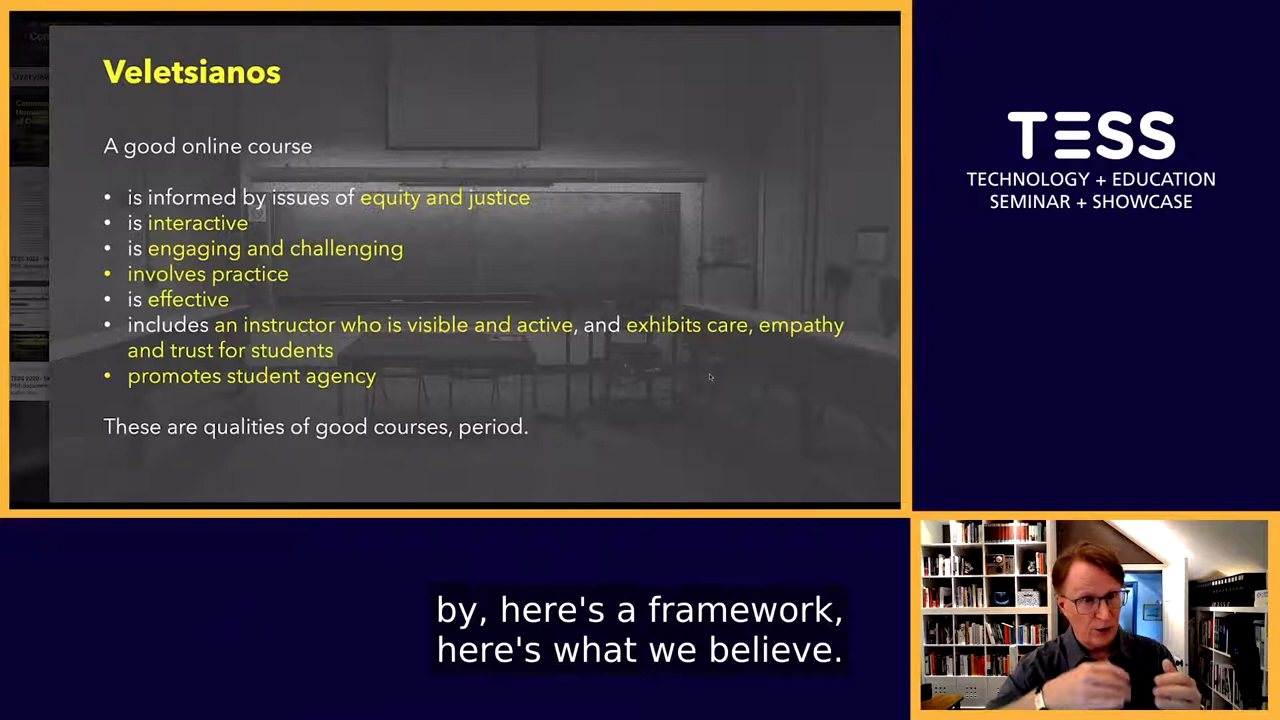 Veletsianos
A good online course
• is informed by issues of equity and justice
• is interactive
• is engaging and challenging
• involves practice
• is effective
• includes an instructor who is visible and active, and exhibits care, empathy
and trust for students
• promotes student agency
These are qualities of good courses, period.
TESS
TECHNOLOGY + EDUCATION
SEMINAR + SHOWCASE
by, here's a framework,
here's what we believe.